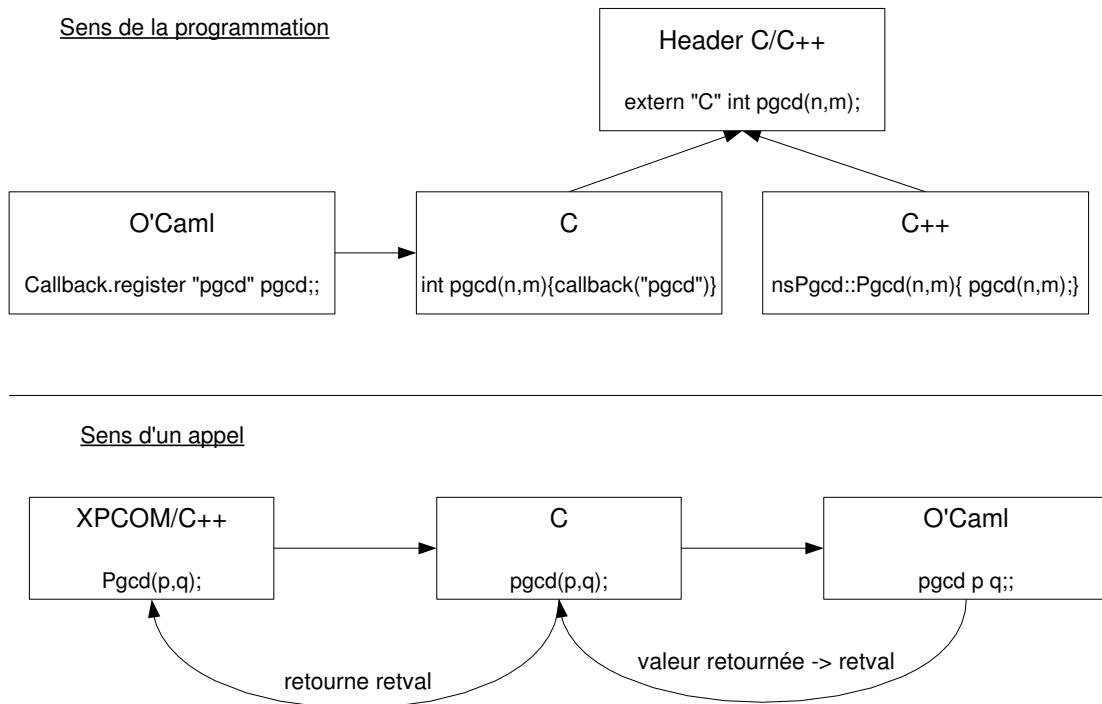 Sens de la programmation
Header C/C++
extern "C" int pgcd(n,m);
O'Caml
Callback.register "pgcd" pgcd;;
C
int pgcd(n,m){callback("pgcd")}
C++
nsPgcd::Pgcd(n,m){ pgcd(n,m);}
Sens d'un appel
XPCOM/C++
Pgcd(p,q);
C
pgcd(p,q);
O'Caml
pgcd p q;;
retourne retval
valeur retournée -> retval